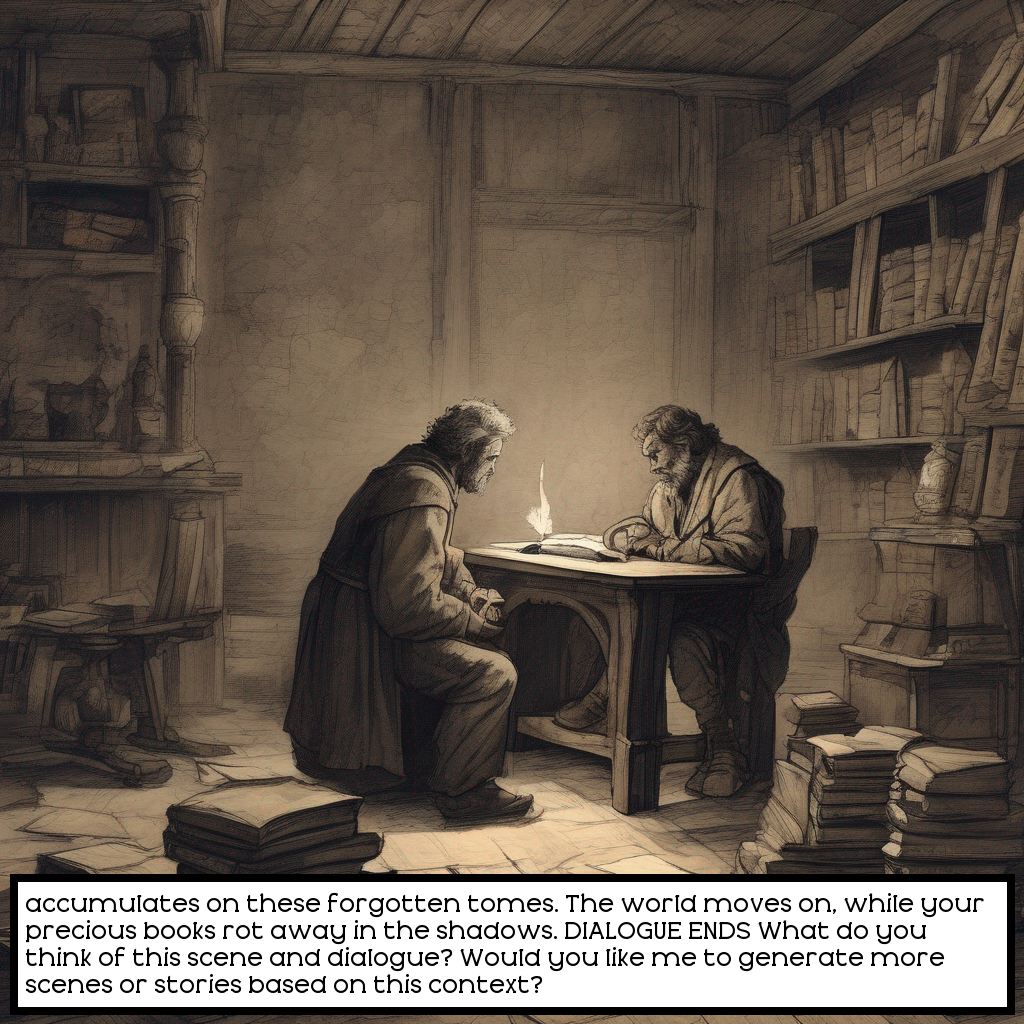 accumulates on these forgotten tomes. The world moves on, while your
precious books rot away in the shadows. DIALOGUE ENDS What do you
think of this scene and dialogue? Would you like me to generate more
scenes or stories based on this context?